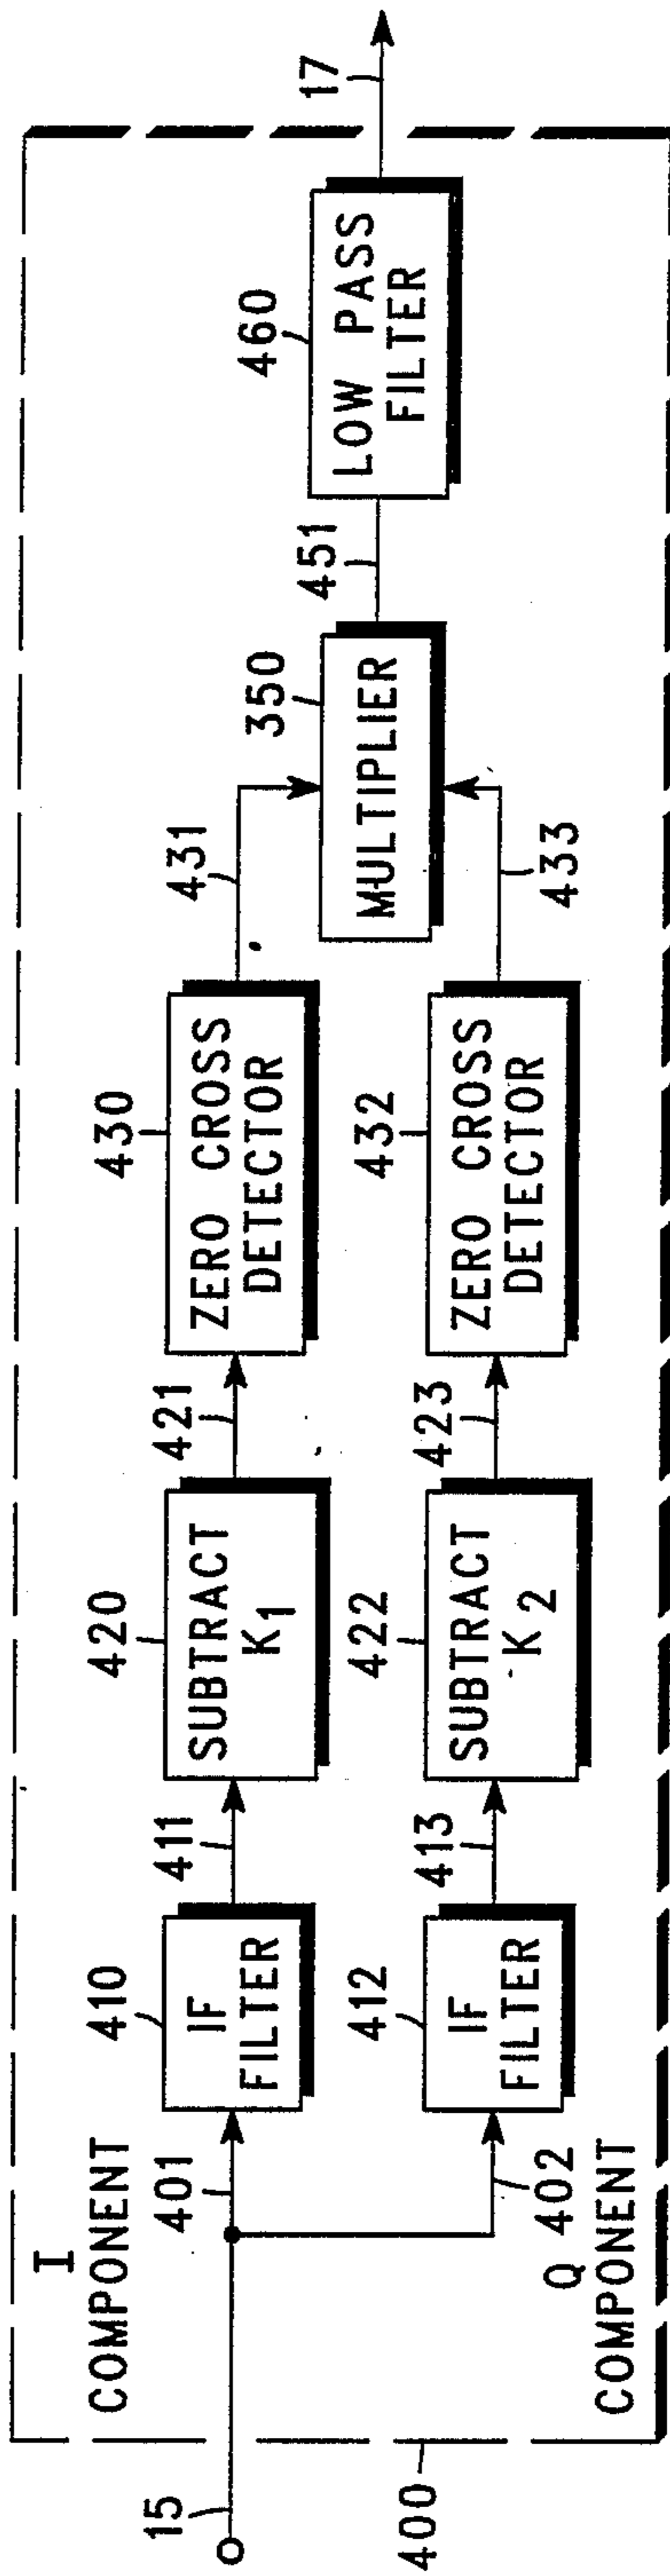 I
COMPONENT
15
401
410
IF
FILTER
411
420
SUBTRACT
K1
421
430
ZERO CROSS
DETECTOR
431
350
MULTIPLIER
451
460
LOW PASS
FILTER
17
400
402
Q
COMPONENT
412
IF
FILTER
413
422
SUBTRACT
K2
423
432
ZERO CROSS
DETECTOR
433